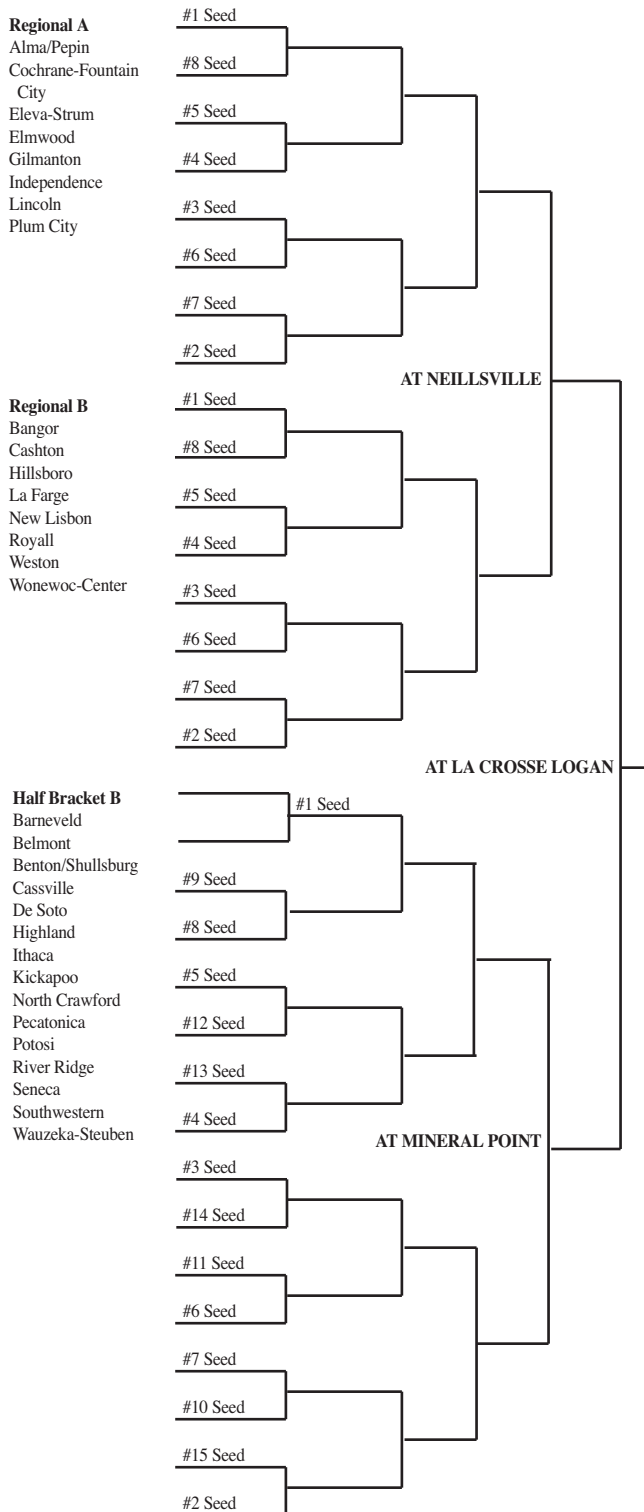 Regional A
Alma/Pepin
Cochrane-Fountain
City
Eleva-Strum
Elmwood
Gilmanton
Independence
Lincoln
Plum City
#1 Seed
#8 Seed
#5 Seed
#4 Seed
#3 Seed
#6 Seed
#7 Seed
#2 Seed
AT NEILLSVILLE
Regional B
Bangor
Cashton
Hillsboro
La Farge
New Lisbon
Royall
Weston
Wonewoc-Center
#1 Seed
#8 Seed
#5 Seed
#4 Seed
#3 Seed
#6 Seed
#7 Seed
#2 Seed
AT LA CROSSE LOGAN
Half Bracket B
Barneveld
Belmont
Benton/Shullsburg
Cassville
De Soto
Highland
Ithaca
Kickapoo
North Crawford
Pecatonica
Potosi
River Ridge
Seneca
Southwestern
Wauzeka-Steuben
#1 Seed
#9 Seed
#8 Seed
#5 Seed
#12 Seed
#13 Seed
#4 Seed
AT MINERAL POINT
#3 Seed
#14 Seed
#11 Seed
#6 Seed
#7 Seed
#10 Seed
#15 Seed
#2 Seed